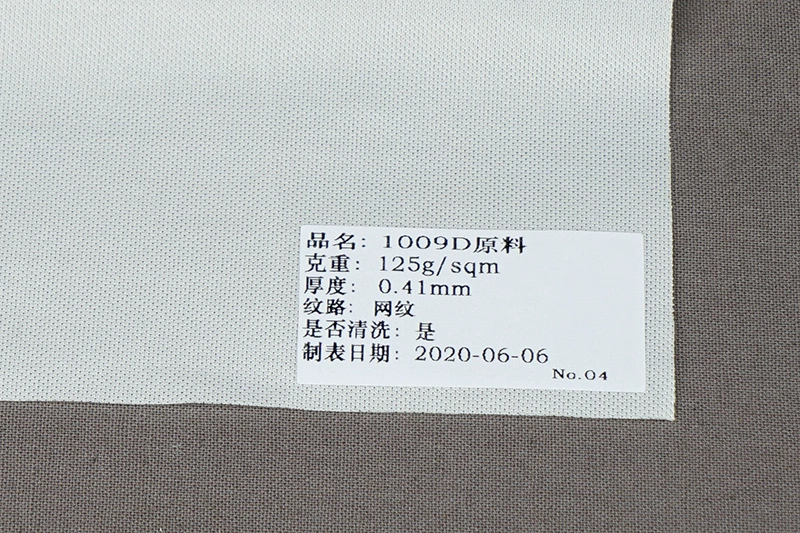 品名: 1009D原料
克重: 125g/sqm
厚度: 0.41mm
纹路: 网纹
是否清洗: 是
制表日期: 2020-06-06
No.04